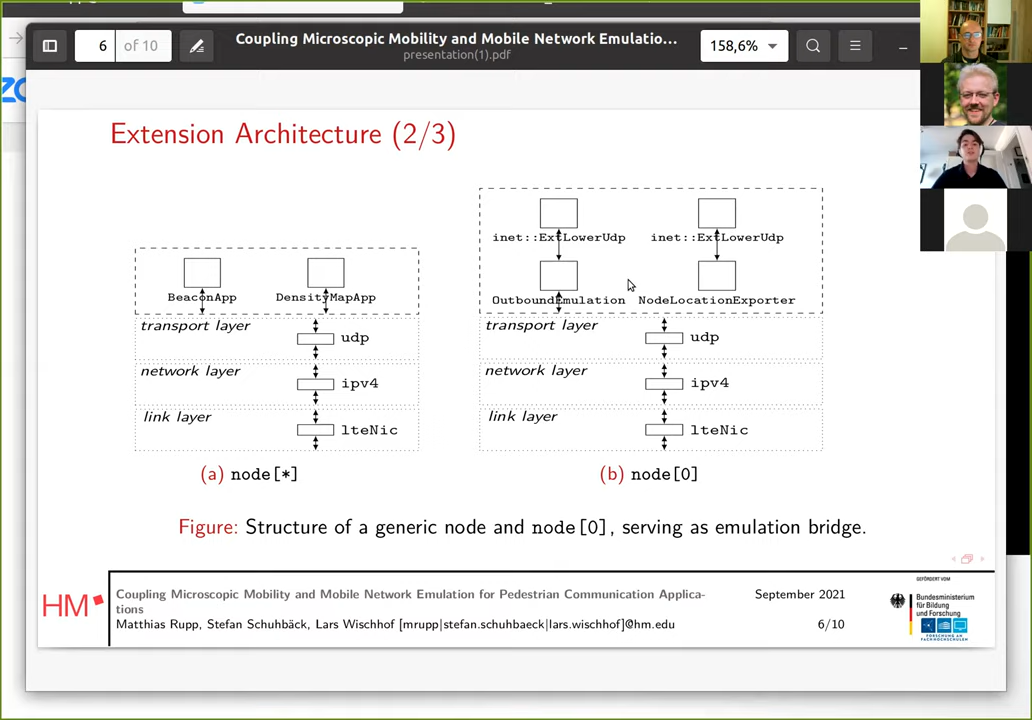 6 of 10
Coupling Microscopic Mobility and Mobile Network Emulatio...
presentation(1).pdf
158,6%
Extension Architecture (2/3)
BeaconApp
DensityMapApp
transport layer
udp
network layer
ipv4
link layer
lteNic
(a) node[*]
inet::ExtLowerUdp
inet::ExtLowerUdp
OutboundEmulation
NodeLocationExporter
transport layer
udp
network layer
ipv4
link layer
lteNic
(b) node[0]
Figure: Structure of a generic node and node[0], serving as emulation bridge.
HM
Coupling Microscopic Mobility and Mobile Network Emulation for Pedestrian Communication Applica-
tions
Matthias Rupp, Stefan Schuhbäck, Lars Wischhof [mrupp|stefan.schuhbaeck|lars.wischhof]@hm.edu
September 2021
6/10
GEFÖRDERT VOM
Bundesministerium
für Bildung
und Forschung
FORSCHUNG AN
FACHHOCHSCHULEN